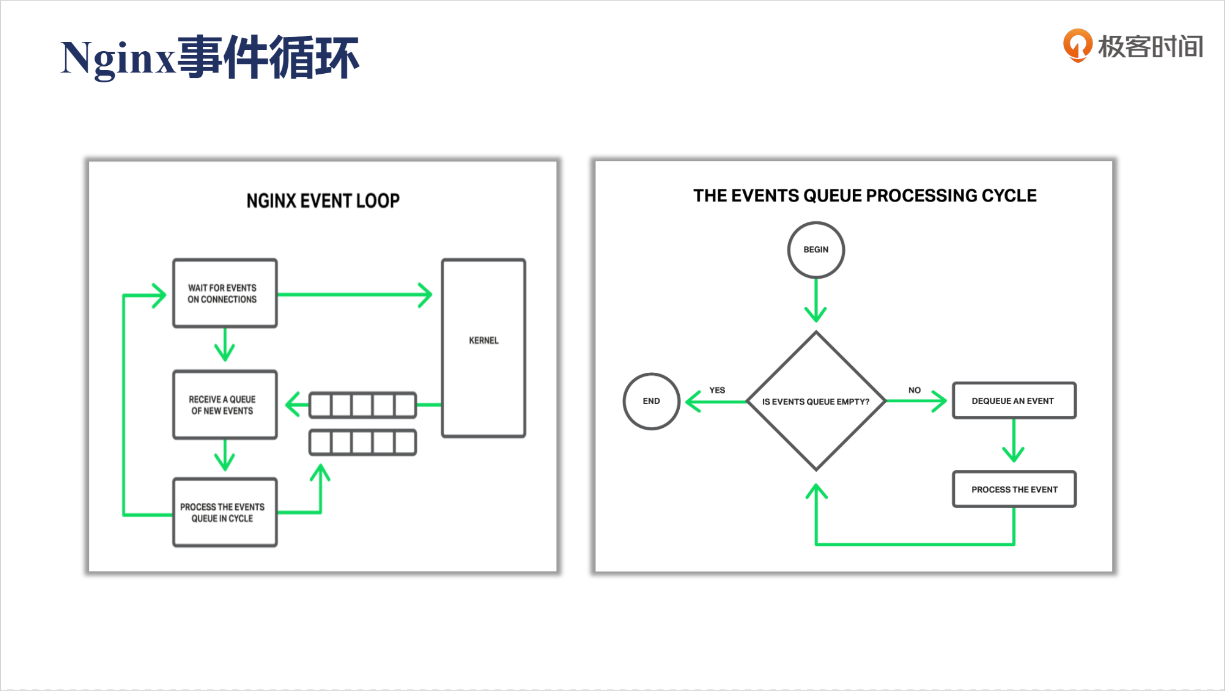 Nginx事件循环
极客时间
NGINX EVENT LOOP
WAIT FOR EVENTS
ON CONNECTIONS
KERNEL
RECEIVE A QUEUE
OF NEW EVENTS
PROCESS THE EVENTS
QUEUE IN CYCLE
THE EVENTS QUEUE PROCESSING CYCLE
BEGIN
IS EVENTS QUEUE EMPTY?
YES
END
NO
DEQUEUE AN EVENT
PROCESS THE EVENT